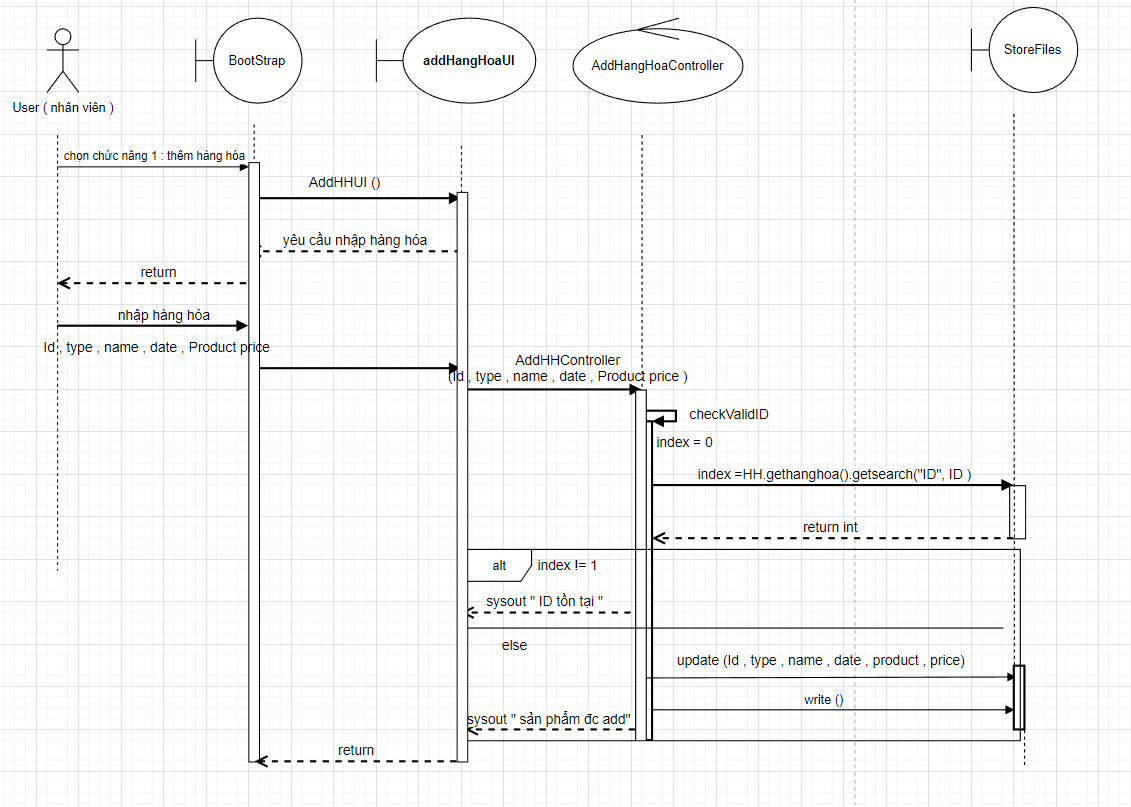 BootStrap
addHangHoaUI
AddHangHoaController
StoreFiles
User ( nhân viên )
chọn chức năng 1 : thêm hàng hóa
AddHHUI ()
yêu cầu nhập hàng hóa
return
nhập hàng hóa
Id , type , name , date , Product price
AddHHController
(Id , type , name , date , Product price )
checkValidID
index = 0
index =HH.gethanghoa().getsearch("ID", ID )
return int
alt
index != 1
sysout " ID tồn tại "
else
update (Id , type , name , date , product , price)
write ()
sysout " sản phẩm đc add"
return